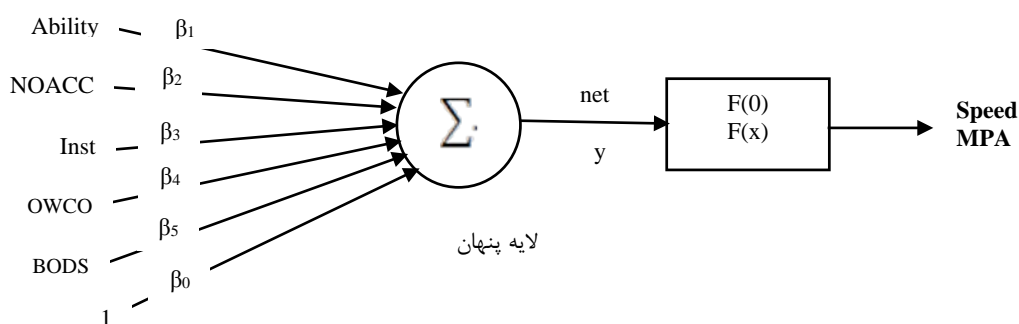 Ability β₁
NOACC β₂
Inst β₃
OWCO β₄
BODS β₅
1 β₀
∑
لایه پنهان
net
y
F(0)
F(x)
Speed
MPA